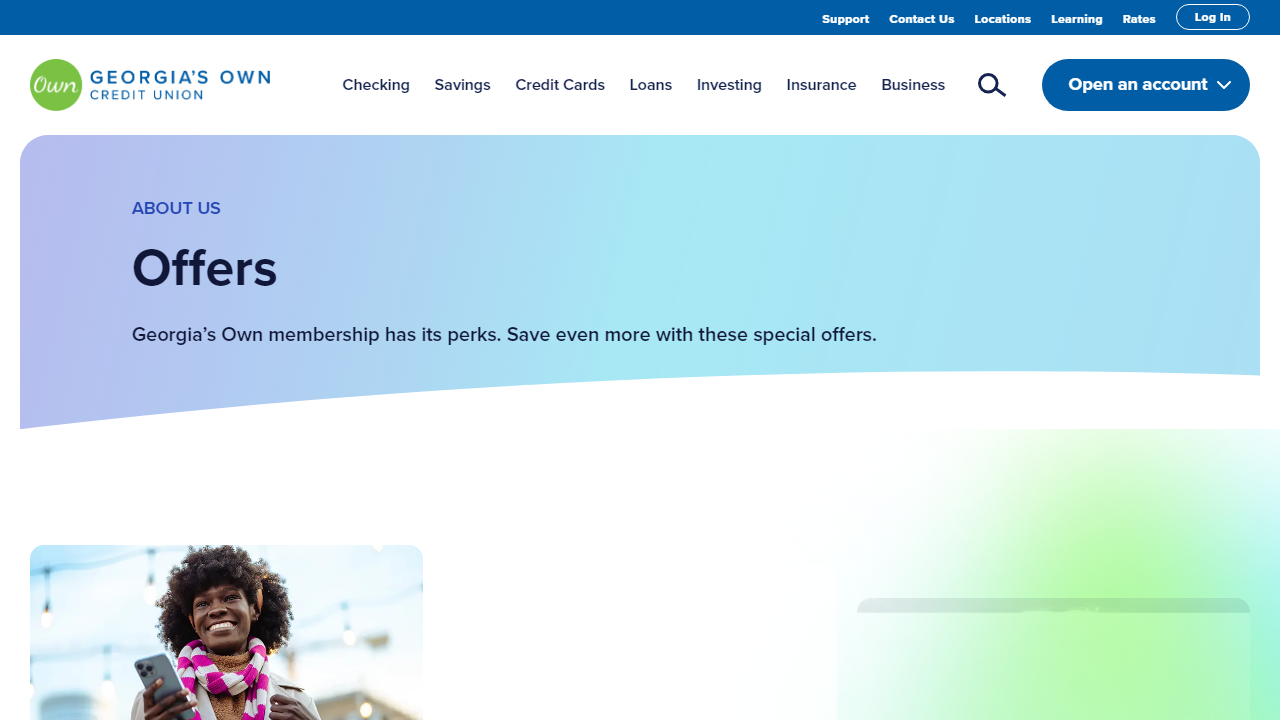 Support Contact Us Locations Learning Rates Log In
Own GEORGIA'S OWN
CREDIT UNION
Checking Savings Credit Cards Loans Investing Insurance Business Open an account
ABOUT US
Offers
Georgia’s Own membership has its perks. Save even more with these special offers.